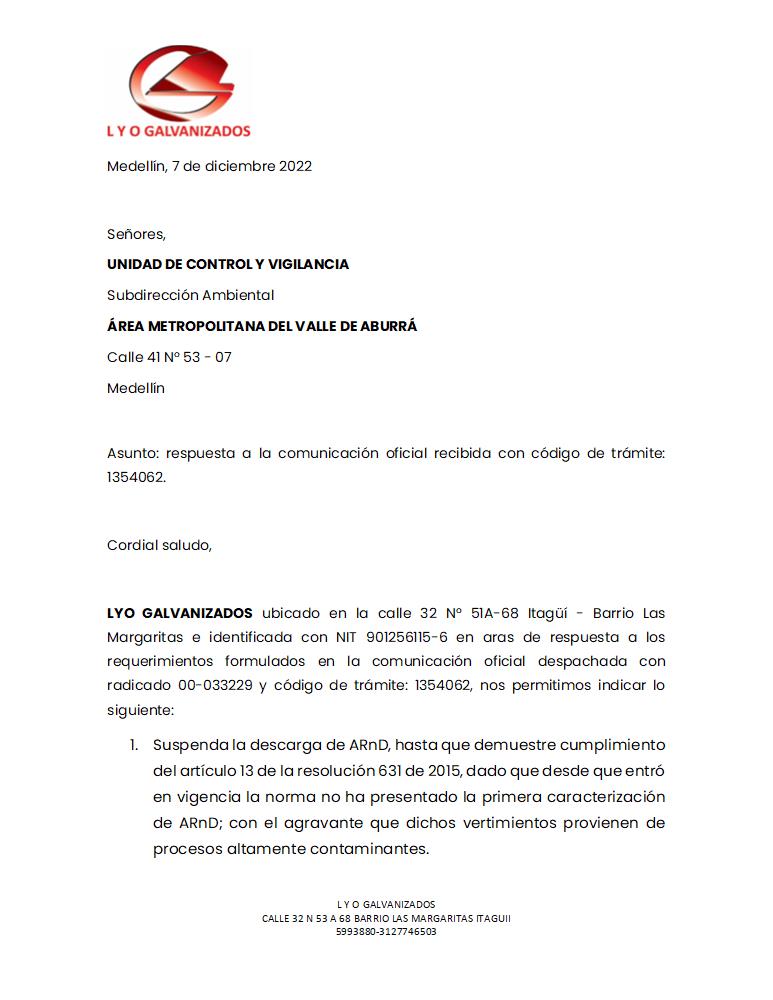 L Y O GALVANIZADOS
Medellín, 7 de diciembre 2022
Señores,
UNIDAD DE CONTROL Y VIGILANCIA
Subdirección Ambiental
ÁREA METROPOLITANA DEL VALLE DE ABURRÁ
Calle 41 N° 53 - 07
Medellín
Asunto: respuesta a la comunicación oficial recibida con código de trámite:
1354062.
Cordial saludo,
LYO GALVANIZADOS ubicado en la calle 32 N° 51A-68 Itagüí - Barrio Las
Margaritas e identificada con NIT 901256115-6 en aras de respuesta a los
requerimientos formulados en la comunicación oficial despachada con
radicado 00-033229 y código de trámite: 1354062, nos permitimos indicar lo
siguiente:
1. Suspenda la descarga de ARnD, hasta que demuestre cumplimiento
del artículo 13 de la resolución 631 de 2015, dado que desde que entró
en vigencia la norma no ha presentado la primera caracterización
de ARnD; con el agravante que dichos vertimientos provienen de
procesos altamente contaminantes.
L Y O GALVANIZADOS
CALLE 32 N 53 A 68 BARRIO LAS MARGARITAS ITAGUII
5993880-3127746503